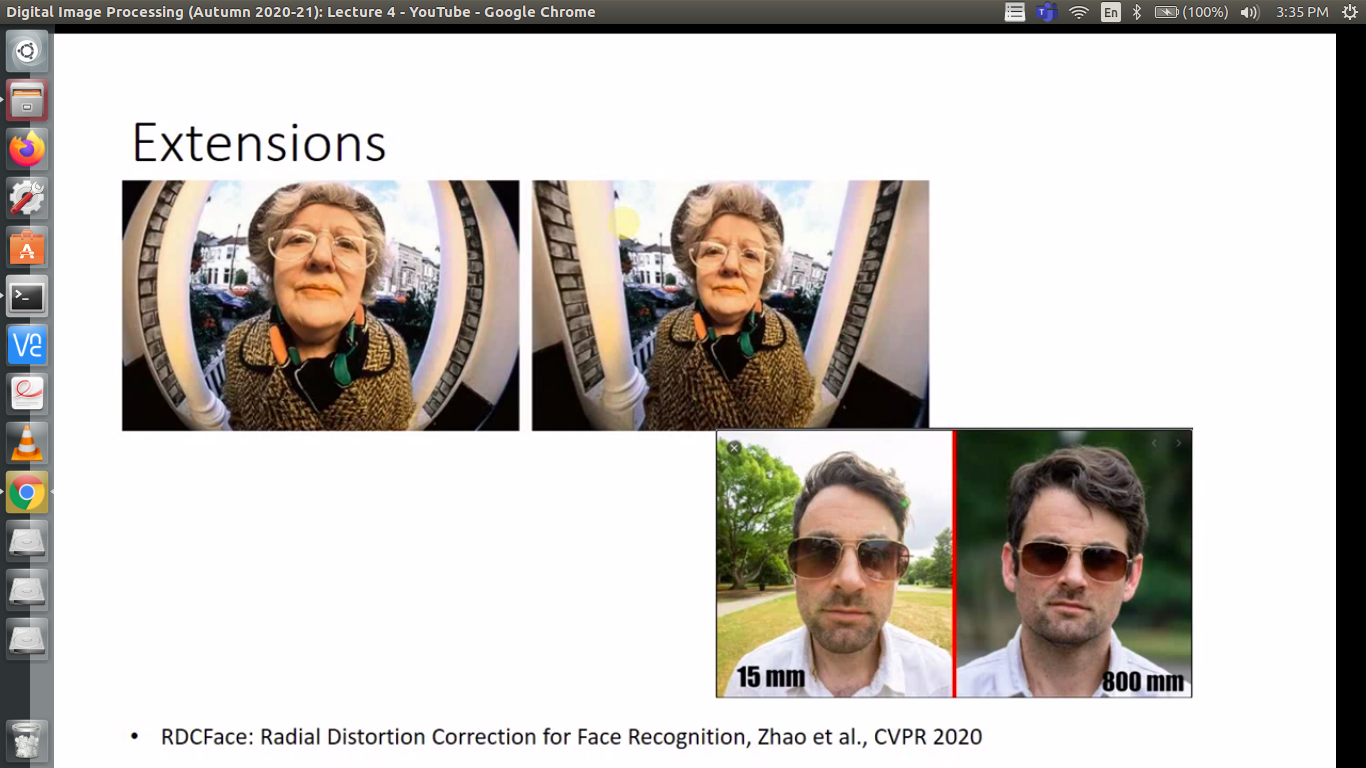 Digital Image Processing (Autumn 2020-21): Lecture 4 - YouTube - Google Chrome
En
(100%)
3:35 PM
Extensions
15 mm
800 mm
• RDCFace: Radial Distortion Correction for Face Recognition, Zhao et al., CVPR 2020